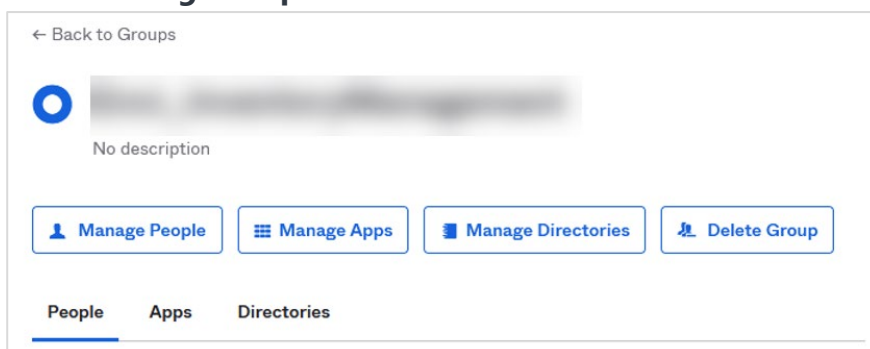 ← Back to Groups
No description
Manage People Manage Apps Manage Directories Delete Group
People Apps Directories